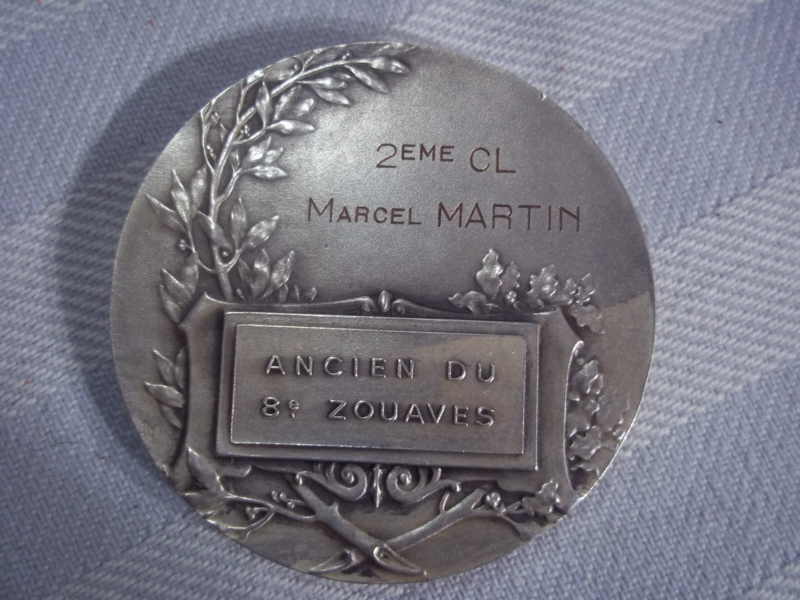 2EME CL
MARCEL MARTIN
ANCIEN DU
8e ZOUAVES